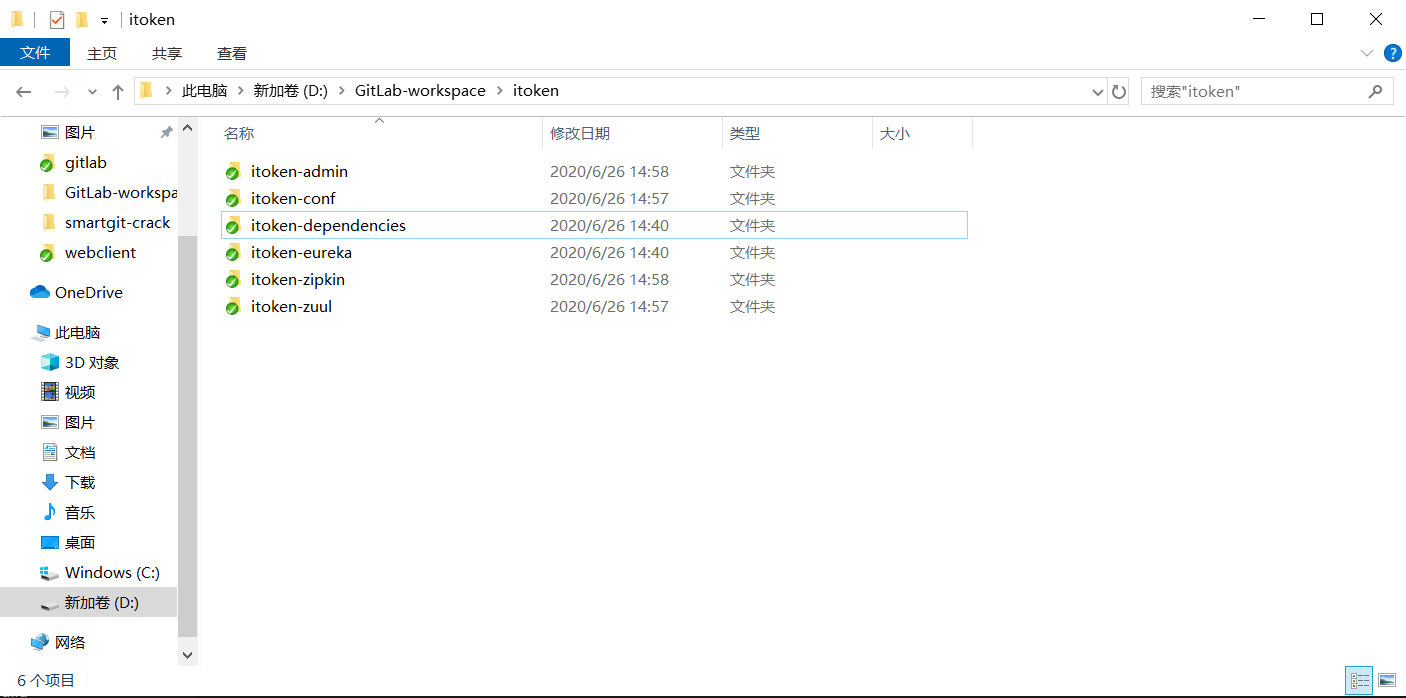 itoken
文件 主页 共享 查看
此电脑 新加卷 (D:) GitLab-workspace itoken 搜索"itoken"
图片
gitlab
GitLab-workspa
smartgit-crack
webclient
OneDrive
此电脑
3D 对象
视频
图片
文档
下载
音乐
桌面
Windows (C:)
新加卷 (D:)
网络
名称 修改日期 类型 大小
itoken-admin 2020/6/26 14:58 文件夹
itoken-conf 2020/6/26 14:57 文件夹
itoken-dependencies 2020/6/26 14:40 文件夹
itoken-eureka 2020/6/26 14:40 文件夹
itoken-zipkin 2020/6/26 14:58 文件夹
itoken-zuul 2020/6/26 14:57 文件夹
6 个项目